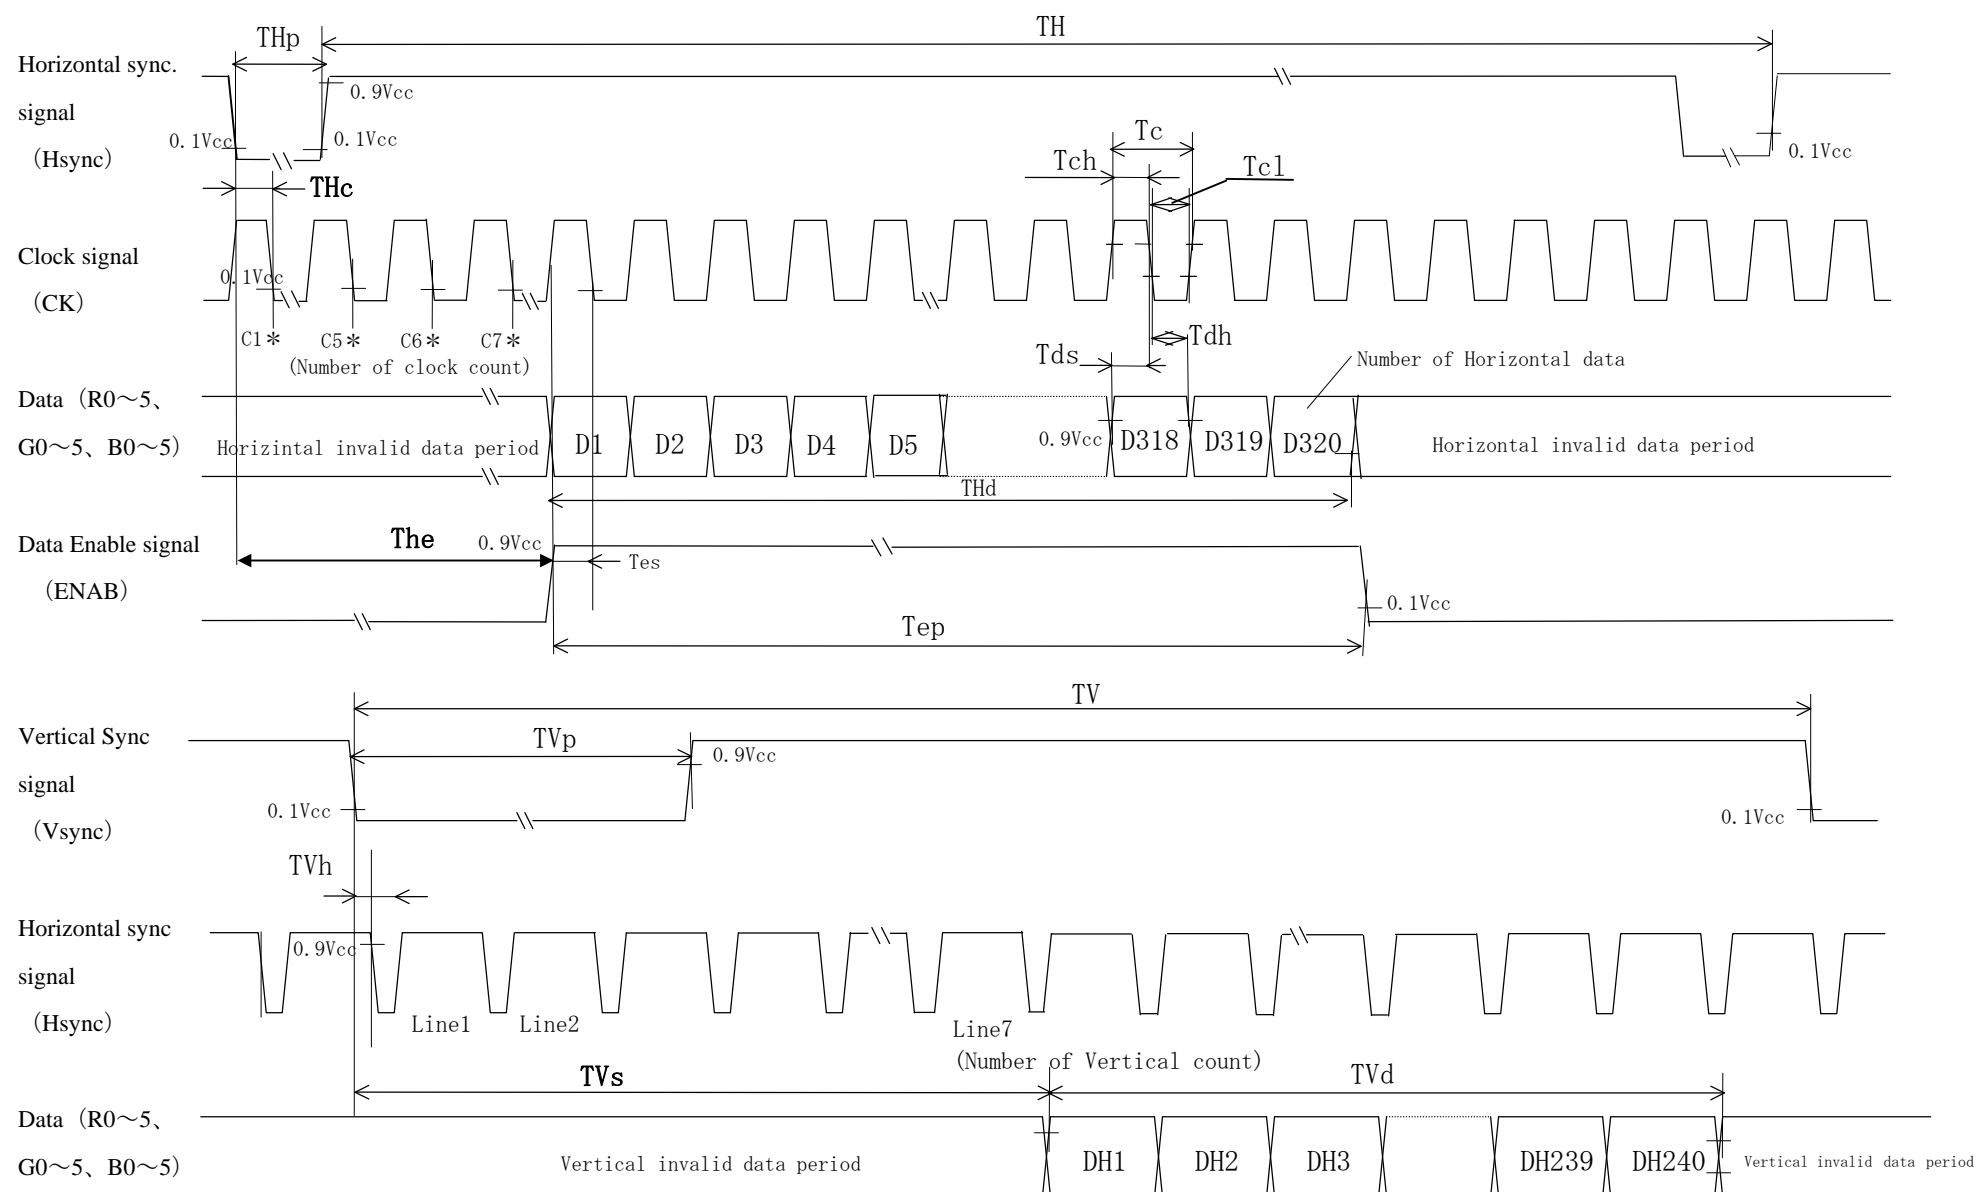 THp
TH
Horizontal sync.
signal
（Hsync）
0.9Vcc
0.1Vcc
0.1Vcc
0.1Vcc
THc
Tc
Tch
Tcl
Clock signal
（CK）
0.1Vcc
C1＊ C5＊ C6＊ C7＊
(Number of clock count)
Tds
Tdh
Number of Horizontal data
Data（R0～5、
G0～5、B0～5）
Horizintal invalid data period
D1 D2 D3 D4 D5
0.9Vcc
D318 D319 D320
Horizontal invalid data period
THd
Data Enable signal
（ENAB）
The
0.9Vcc
Tes
0.1Vcc
Tep
TV
Vertical Sync
signal
（Vsync）
TVp
0.9Vcc
0.1Vcc
0.1Vcc
TVh
Horizontal sync
signal
（Hsync）
0.9Vcc
Line1 Line2 Line7
(Number of Vertical count)
TVs
TVd
Data（R0～5、
G0～5、B0～5）
Vertical invalid data period
DH1 DH2 DH3 DH239 DH240
Vertical invalid data period